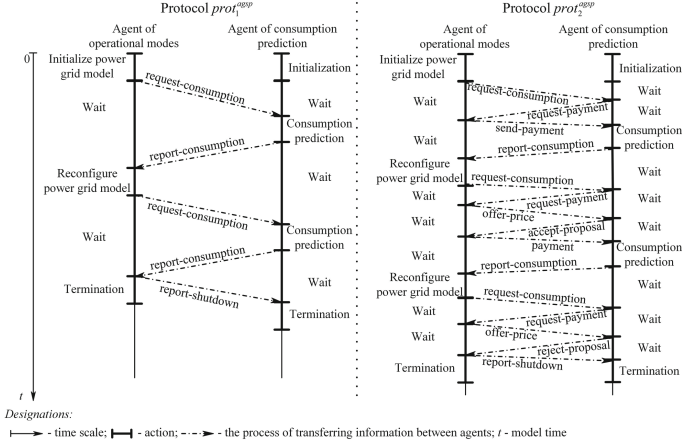 Protocol prot₁ᵃᵍˢᵖ
Agent of
operational modes
Agent of consumption
prediction
0
Initialize power
grid model
Initialization
request-consumption
Wait
Wait
Consumption
prediction
report-consumption
Reconfigure
power grid model
Wait
request-consumption
Wait
Consumption
prediction
report-consumption
Wait
Termination
report-shutdown
Termination
t
Protocol prot₂ᵃᵍˢᵖ
Agent of
operational modes
Agent of consumption
prediction
Initialize power
grid model
Initialization
request-consumption
Wait
Wait
request-payment
Wait
send-payment
Consumption
prediction
Wait
report-consumption
Reconfigure
power grid model
Wait
request-consumption
Wait
request-payment
Wait
offer-price
Wait
accept-proposal
Wait
payment
Consumption
prediction
Wait
report-consumption
Reconfigure
power grid model
Wait
request-consumption
Wait
request-payment
Wait
offer-price
Wait
reject-proposal
Wait
report-shutdown
Termination
Termination
Designations:
- time scale; - action; - the process of transferring information between agents; t - model time